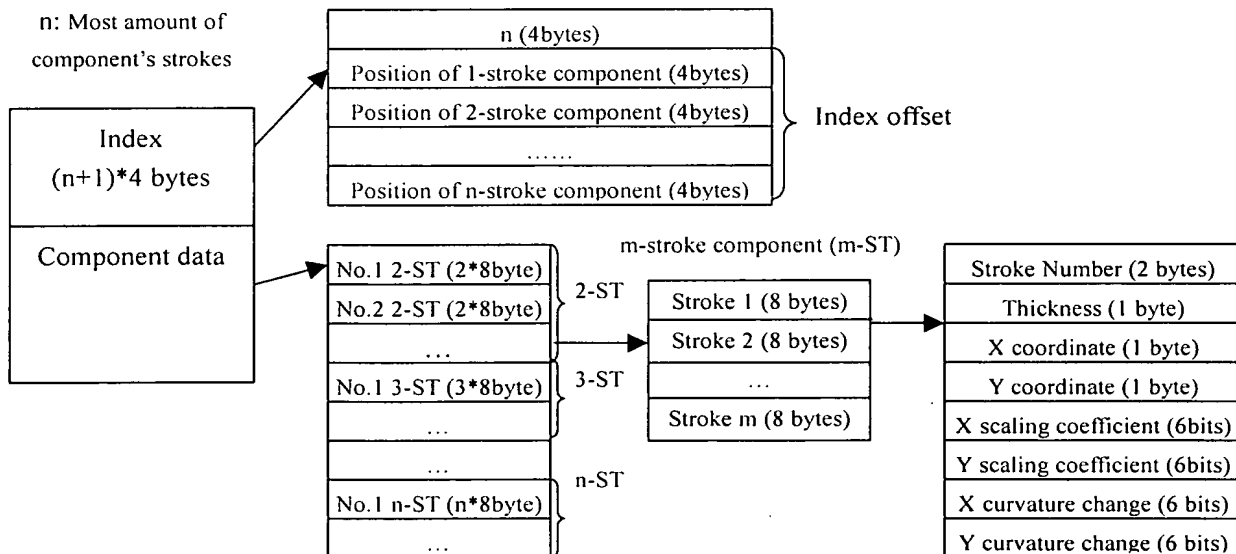 n: Most amount of
component's strokes
Index
(n+1)*4 bytes
Component data
n (4bytes)
Position of 1-stroke component (4bytes)
Position of 2-stroke component (4bytes)
......
Position of n-stroke component (4bytes)
Index offset
No.1 2-ST (2*8byte)
No.2 2-ST (2*8byte)
...
No.1 3-ST (3*8byte)
...
...
No.1 n-ST (n*8byte)
...
2-ST
3-ST
n-ST
m-stroke component (m-ST)
Stroke 1 (8 bytes)
Stroke 2 (8 bytes)
...
Stroke m (8 bytes)
Stroke Number (2 bytes)
Thickness (1 byte)
X coordinate (1 byte)
Y coordinate (1 byte)
X scaling coefficient (6bits)
Y scaling coefficient (6bits)
X curvature change (6 bits)
Y curvature change (6 bits)